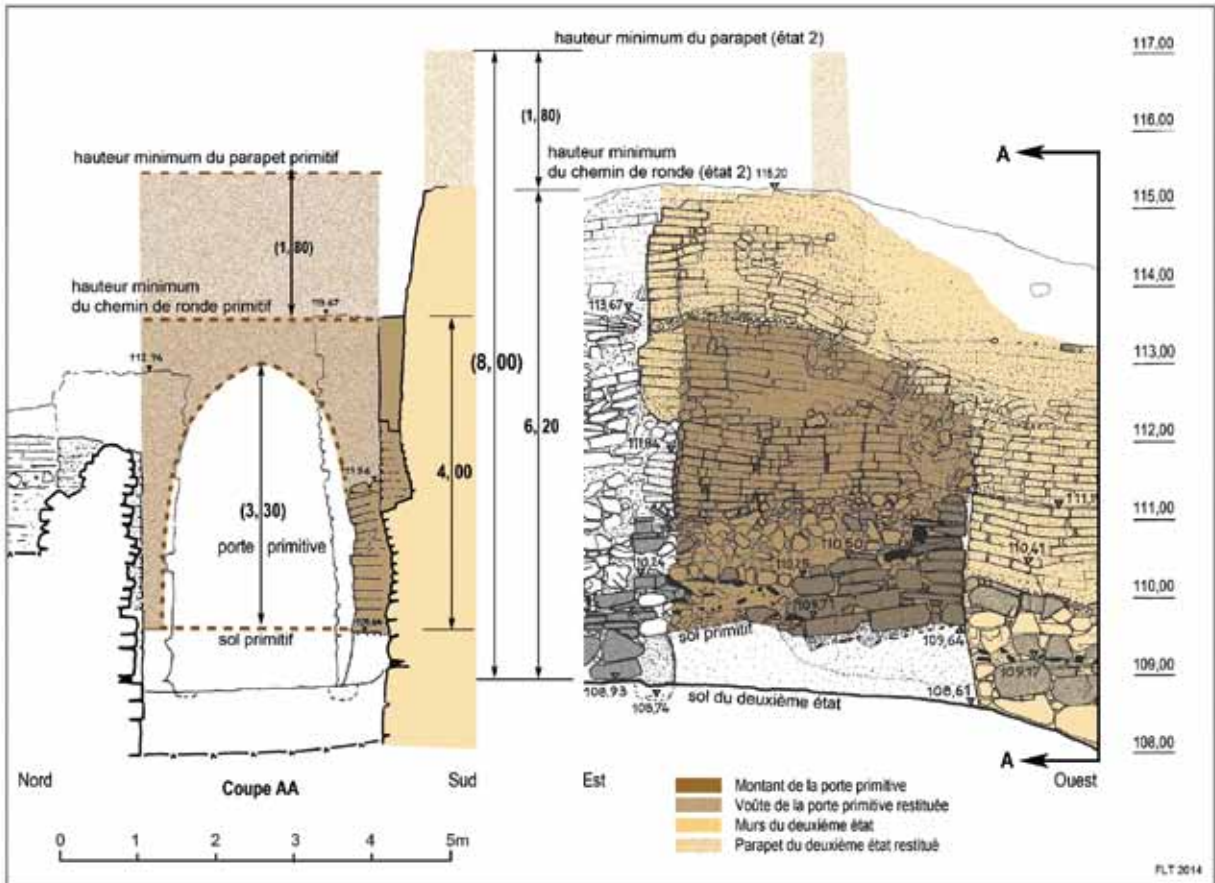 hauteur minimum du parapet (état 2)
117,00
(1, 80)
116,00
hauteur minimum du parapet primitif
hauteur minimum
du chemin de ronde (état 2)
A
115,00
(1, 80)
114,00
hauteur minimum
du chemin de ronde primitif
113,67
113,00
(8, 00)
6, 20
112,00
4, 00
111,94
(3, 30)
porte primitive
111,00
110,50
110,41
110,00
109,71
sol primitif
sol primitif
109,64
109,17
109,00
108,93
108,74
sol du deuxième état
108,61
108,00
A
Nord
Coupe AA
Sud
Est
Ouest
Montant de la porte primitive
Voûte de la porte primitive restituée
Murs du deuxième état
Parapet du deuxième état restitué
0 1 2 3 4 5m
FLT 2014